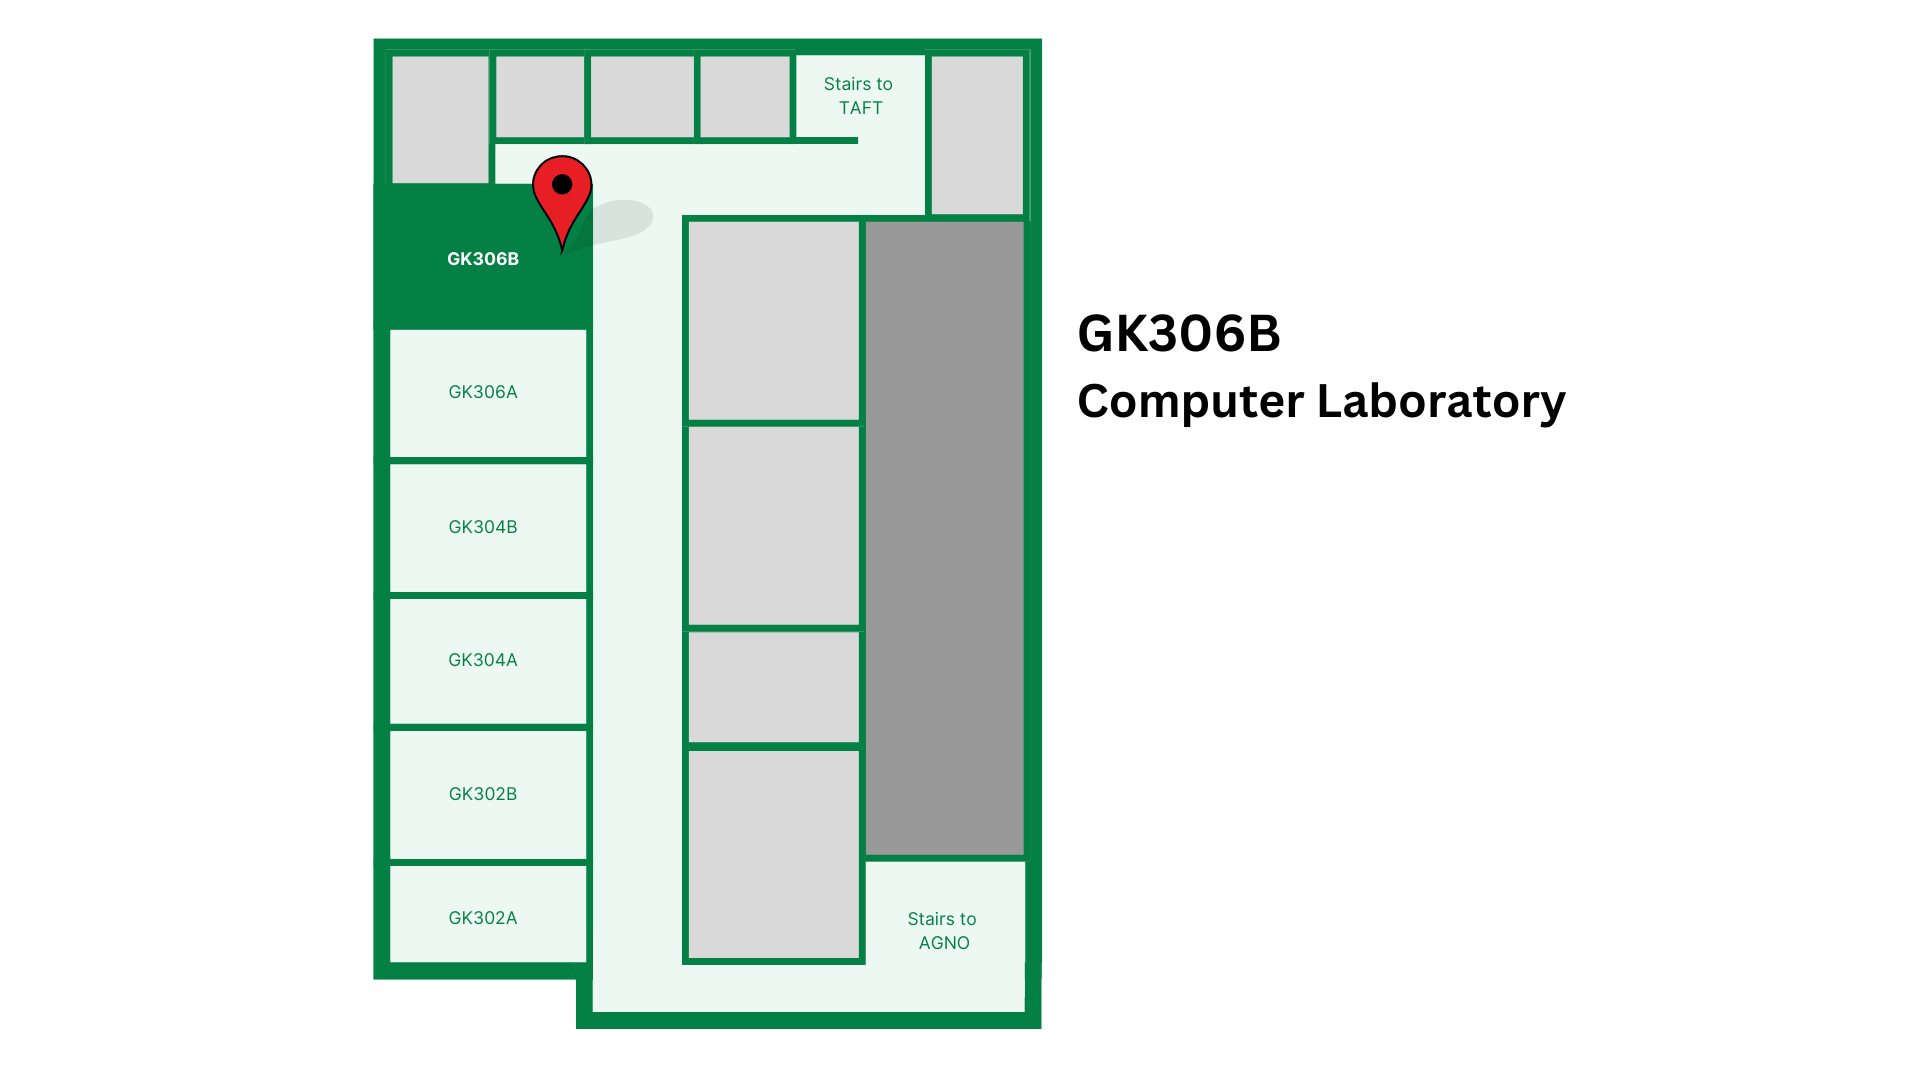 Stairs to
TAFT
GK306B
GK306A
GK304B
GK304A
GK302B
GK302A
Stairs to
AGNO
GK306B
Computer Laboratory